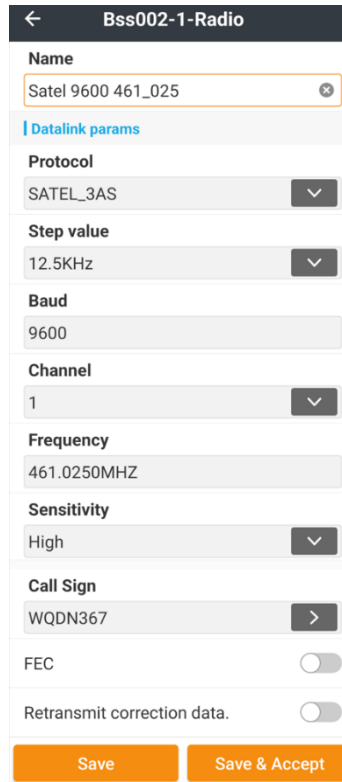 Bss002-1-Radio
Name
Satel 9600 461_025
Datalink params
Protocol
SATEL_3AS
Step value
12.5KHz
Baud
9600
Channel
1
Frequency
461.0250MHZ
Sensitivity
High
Call Sign
WQDN367
FEC
Retransmit correction data.
Save Save & Accept